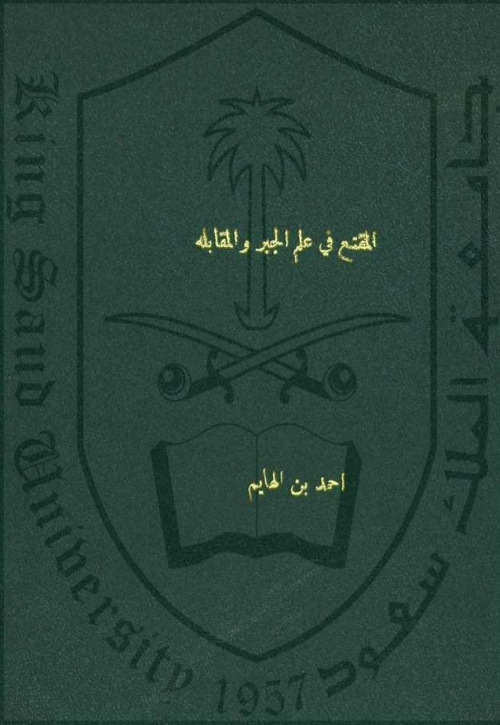 المقنع في علم الجبر والمقابله
احمد بن الهايم
King Saud University
1957
جامعة الملك سعود